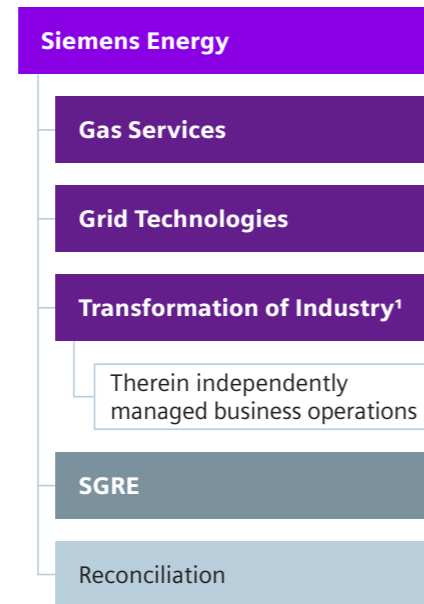 Siemens Energy
Gas Services
Grid Technologies
Transformation of Industry¹
Therein independently
managed business operations
SGRE
Reconciliation